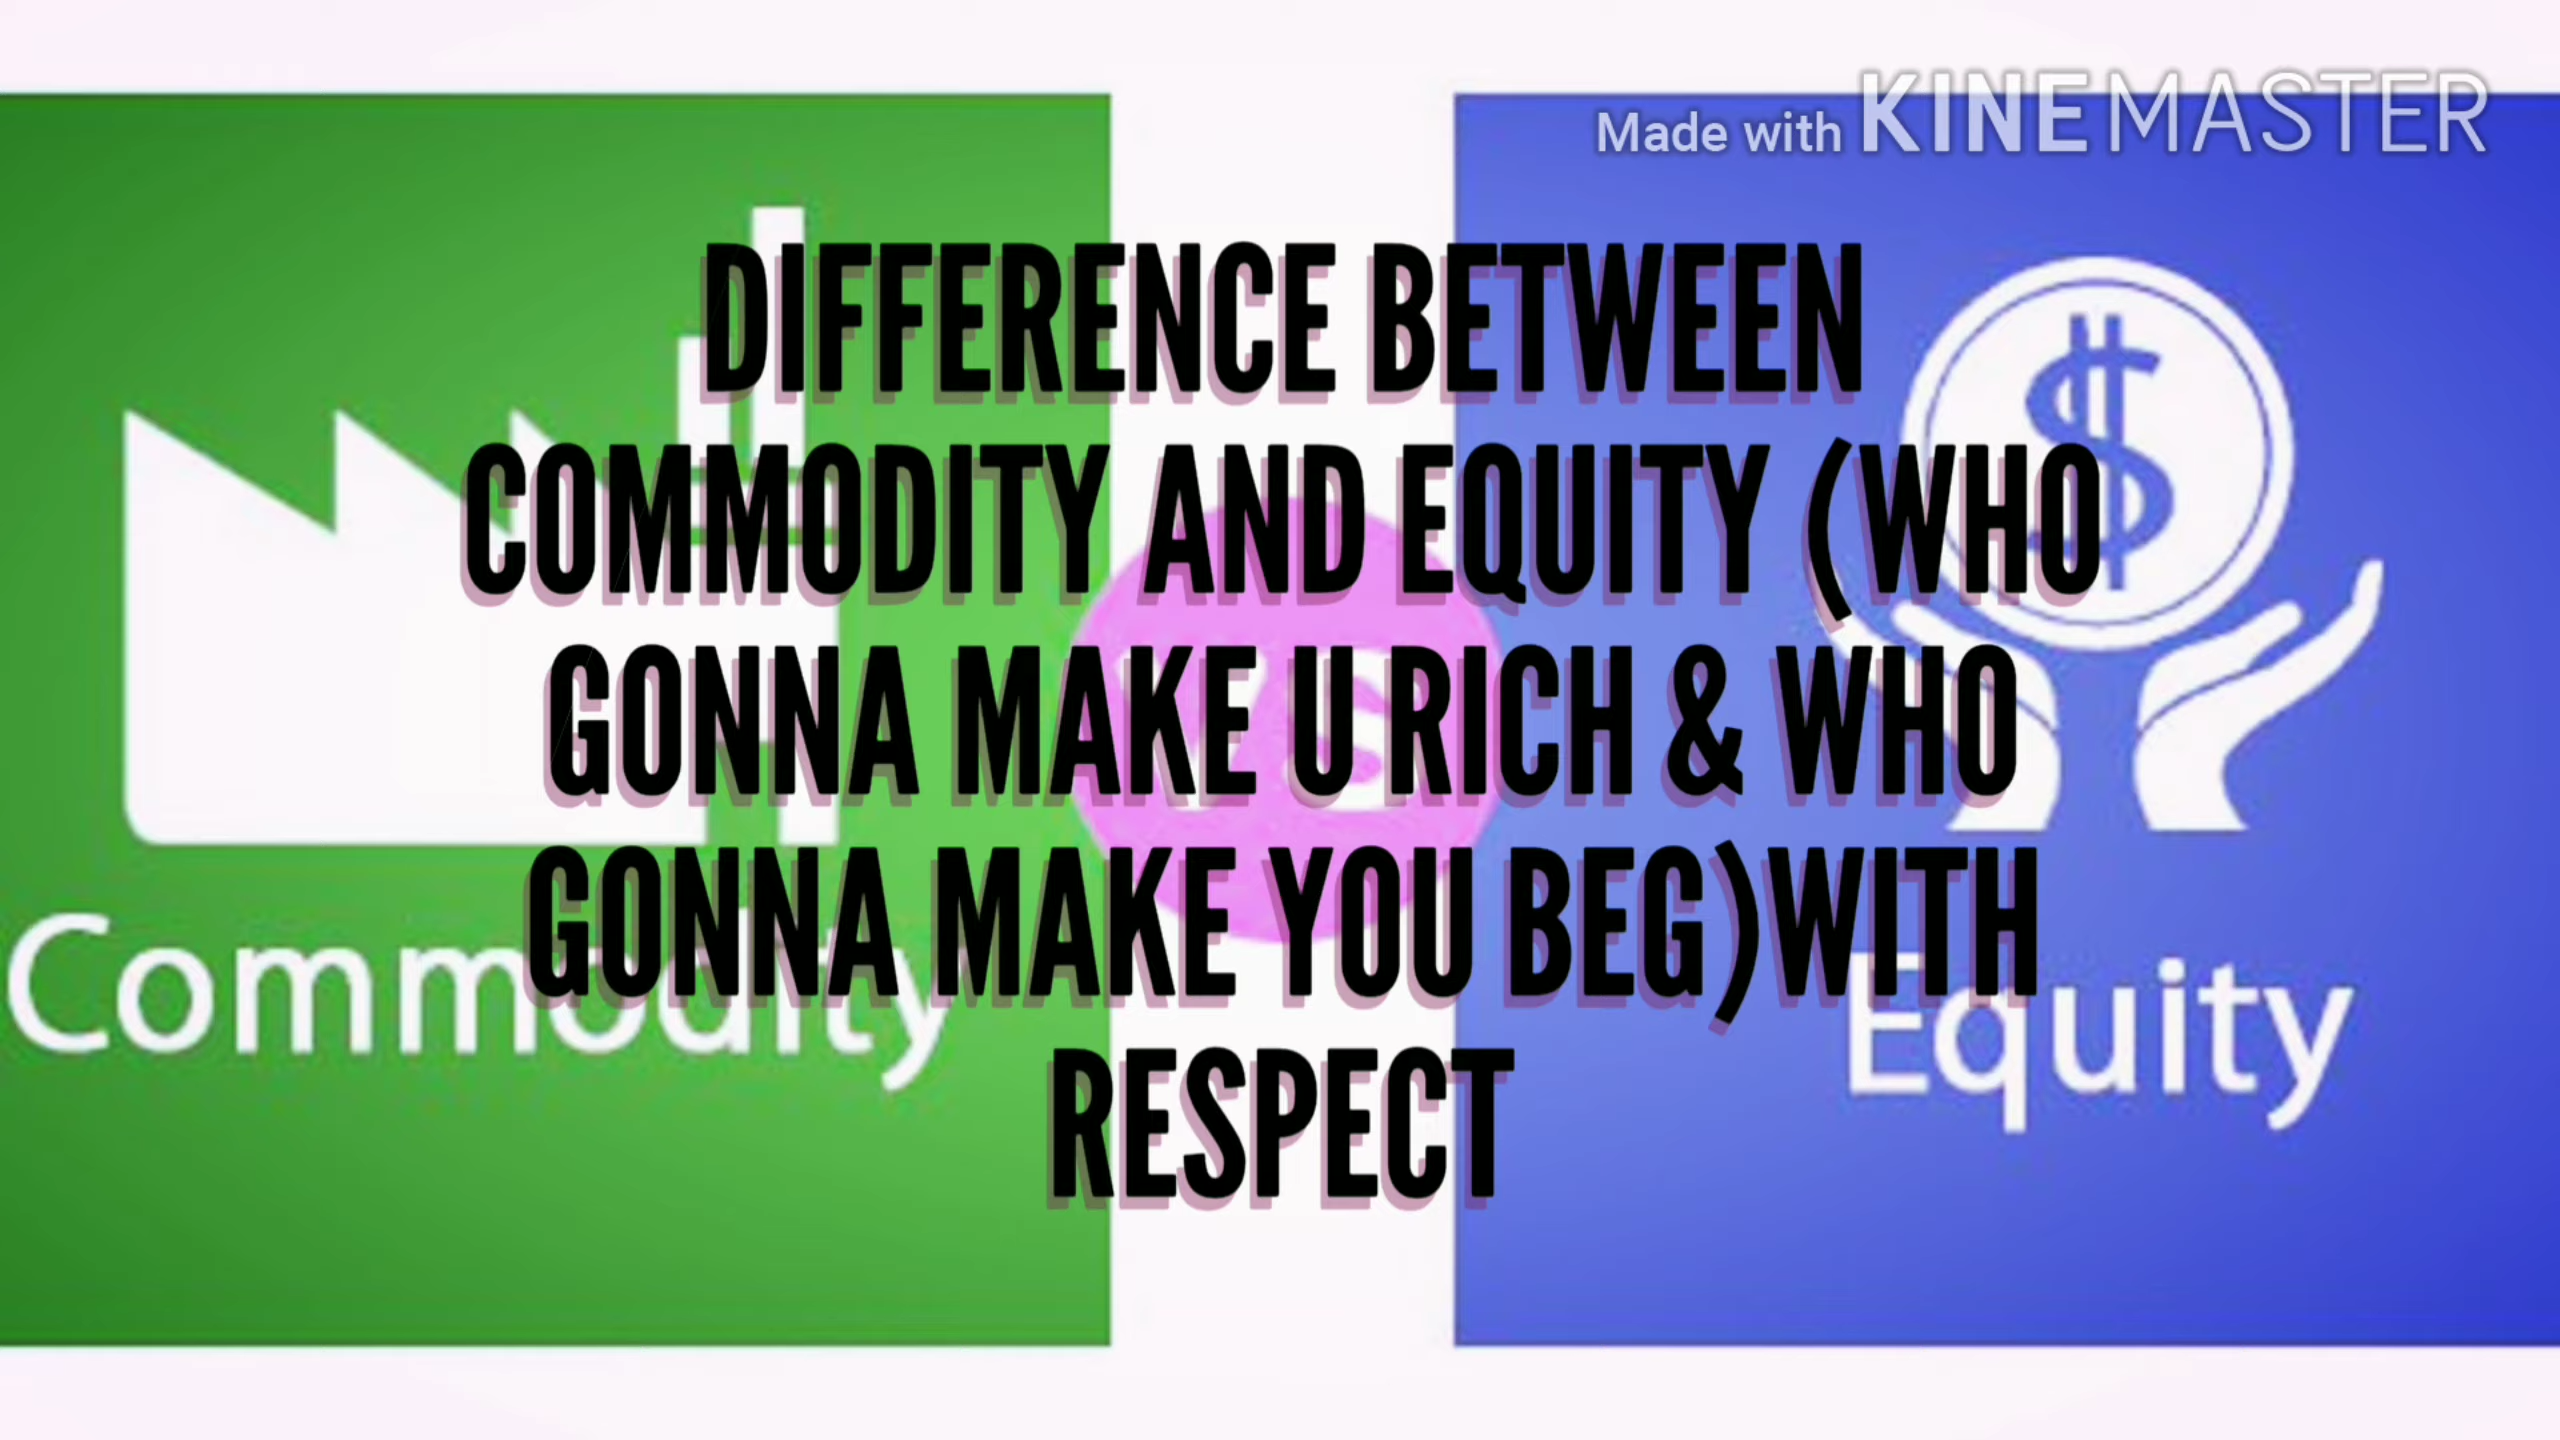 Made with KINEMASTER
DIFFERENCE BETWEEN
COMMODITY AND EQUITY (WHO
GONNA MAKE U RICH & WHO
GONNA MAKE YOU BEG)WITH
RESPECT
VS
Commodity
Equity